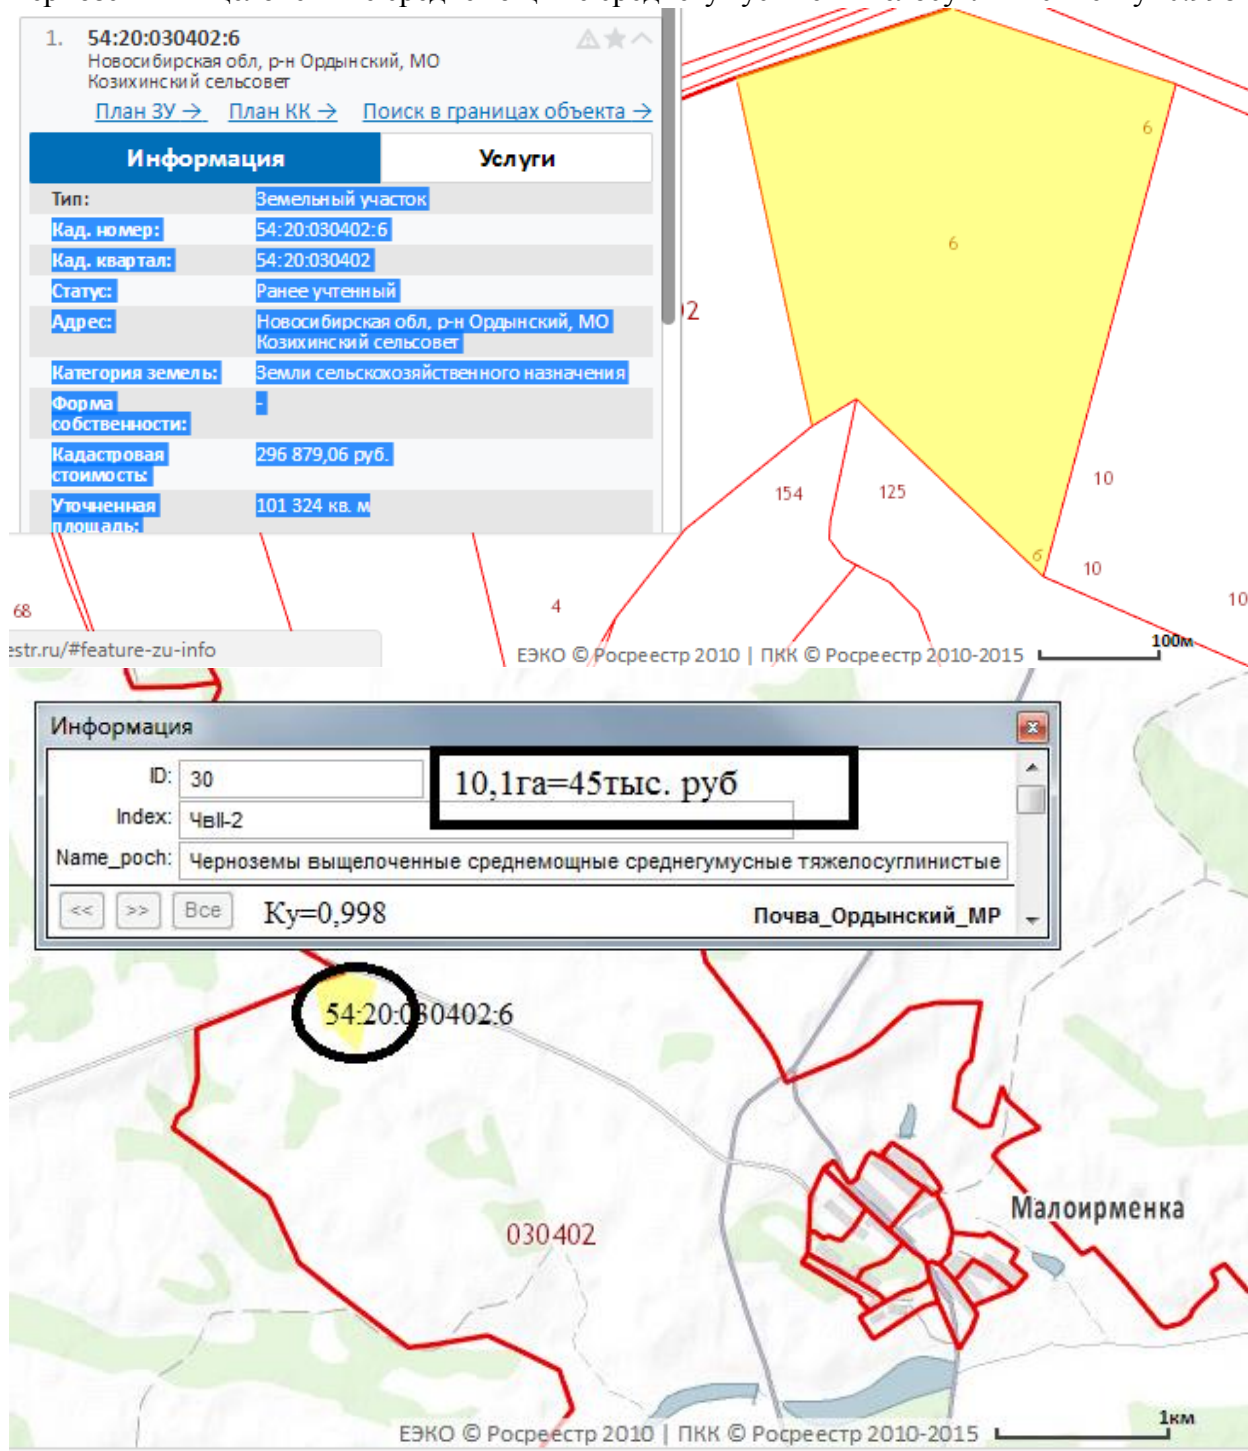 1. 54:20:030402:6
Новосибирская обл, р-н Ордынский, МО
Козихинский сельсовет
План ЗУ → План КК → Поиск в границах объекта →
Информация Услуги
Тип: Земельный участок
Кад. номер: 54:20:030402:6
Кад. квартал: 54:20:030402
Статус: Ранее учтенный
Адрес: Новосибирская обл, р-н Ордынский, МО
Козихинский сельсовет
Категория земель: Земли сельскохозяйственного назначения
Форма
собственности: -
Кадастровая
стоимость: 296 879,06 руб.
Уточненная
площадь: 101 324 кв. м
6
6
02
10
154
125
6
10
10
68
4
estr.ru/#feature-zu-info
ЕЭКО © Росреестр 2010 | ПКК © Росреестр 2010-2015
100м
Информация
ID: 30
10,1га=45тыс. руб
Index: ЧвII-2
Name_poch: Черноземы выщелоченные среднемощные среднегумусные тяжелосуглинистые
<< >> Все Ку=0,998 Почва_Ордынский_МР
54:20:030402:6
Малоирменка
030402
1км
ЕЭКО © Росреестр 2010 | ПКК © Росреестр 2010-2015